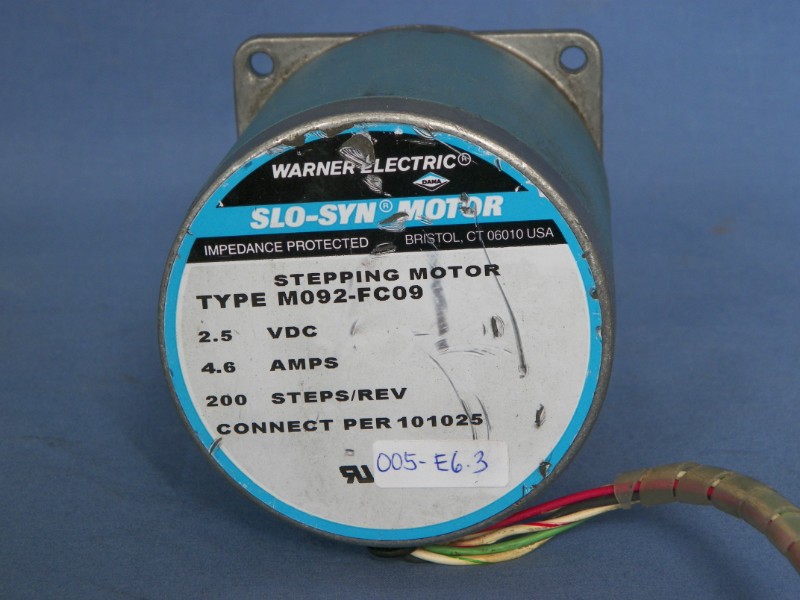 WARNER ELECTRIC®
DANA
SLO-SYN® MOTOR
IMPEDANCE PROTECTED BRISTOL, CT 06010 USA
STEPPING MOTOR
TYPE M092-FC09
2.5 VDC
4.6 AMPS
200 STEPS/REV
CONNECT PER 101025
005-E6.3